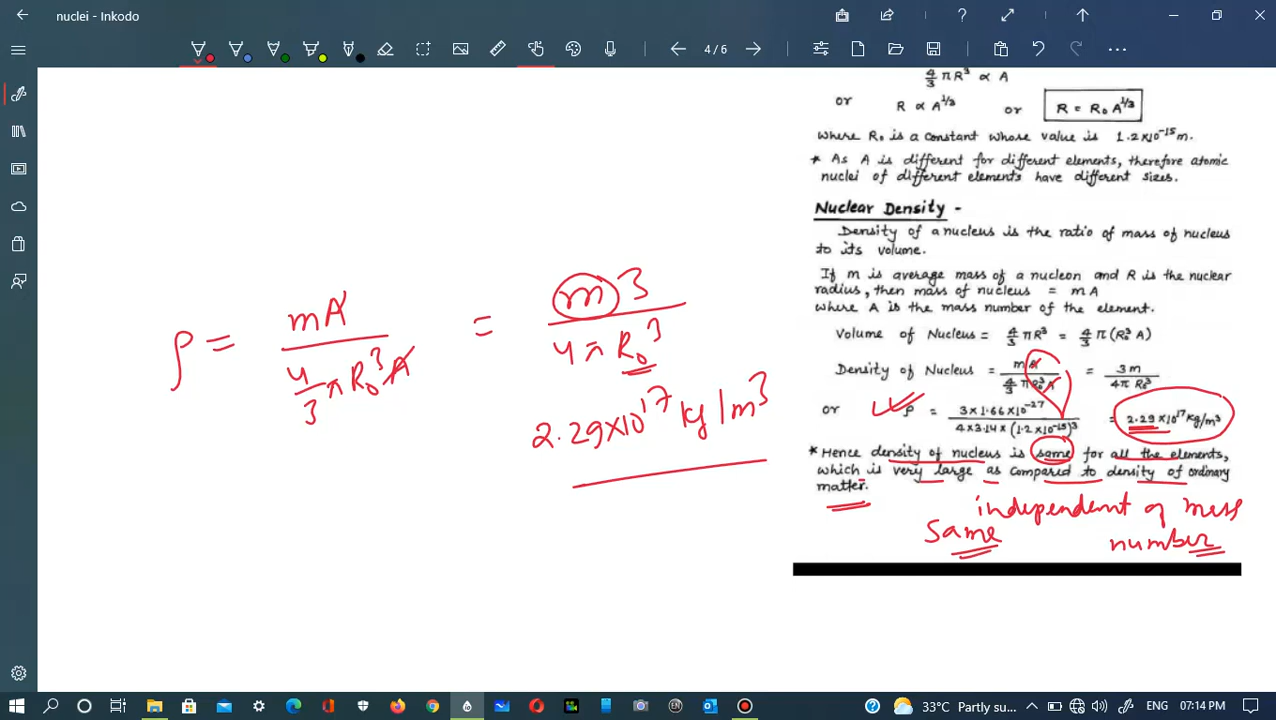 nuclei - Inkodo
4 / 6
4/3 πR³ ∝ A
or R ∝ A^1/3 or R = R₀ A^1/3
where R₀ is a constant whose value is 1.2×10⁻¹⁵m.
* As A is different for different elements, therefore atomic
nuclei of different elements have different sizes.
Nuclear Density -
Density of a nucleus is the ratio of mass of nucleus
to its volume.
If m is average mass of a nucleon and R is the nuclear
radius, then mass of nucleus = mA
where A is the mass number of the element.
Volume of Nucleus = 4/3 πR³ = 4/3 π(R₀³ A)
Density of Nucleus = mA / 4/3 πR₀³A = 3m / 4π R₀³
or ρ = 3×1.66×10⁻²⁷ / 4×3.14×(1.2×10⁻¹⁵)³ = 2.29×10¹⁷kg/m³
* Hence density of nucleus is same for all the elements,
which is very large as compared to density of ordinary
matter.
independent of mass
same number
ρ = mA / 4/3 πR₀³A = m3 / 4πR₀³
2.29×10¹⁷ kg/m³
33°C Partly su...
ENG 07:14 PM